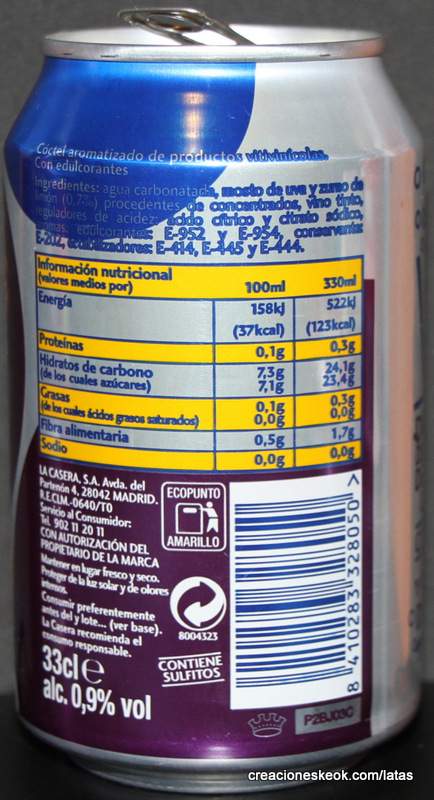 Cóctel aromatizado de productos vitivinícolas.
Con edulcorantes
Ingredientes: agua carbonatada, mosto de uva y zumo de
limón (0,7%) procedentes de concentrados, vino tinto,
reguladores de acidez: ácido cítrico y citrato sódico,
aromas, edulcorantes: E-952 y E-954, conservante:
E-202, estabilizadores: E-414, E-445 y E-444.
Información nutricional
(valores medios por) 100ml 330ml
Energía 158kj 522kj
(37kcal) (123kcal)
Proteínas 0,1g 0,3g
Hidratos de carbono 7,3g 24,1g
(de los cuales azúcares) 7,1g 23,4g
Grasas 0,1g 0,3g
(de los cuales ácidos grasos saturados) 0,0g 0,0g
Fibra alimentaria 0,5g 1,7g
Sodio 0,0g 0,0g
LA CASERA, S.A. Avda. del
Partenón 4, 28042 MADRID.
R.E.CLM.-0640/TO
Servicio al Consumidor:
Tel. 902 11 20 11
CON AUTORIZACIÓN DEL
PROPIETARIO DE LA MARCA
Mantener en lugar fresco y seco.
Proteger de la luz solar y de olores
intensos.
Consumir preferentemente
antes del y lote... (ver base).
La Casera recomienda el
consumo responsable.
33cl e
alc. 0,9% vol
ECOPUNTO
AMARILLO
8004323
CONTIENE
SULFITOS
8 410283 328050 >
P2BJ03C
creacioneskeok.com/latas